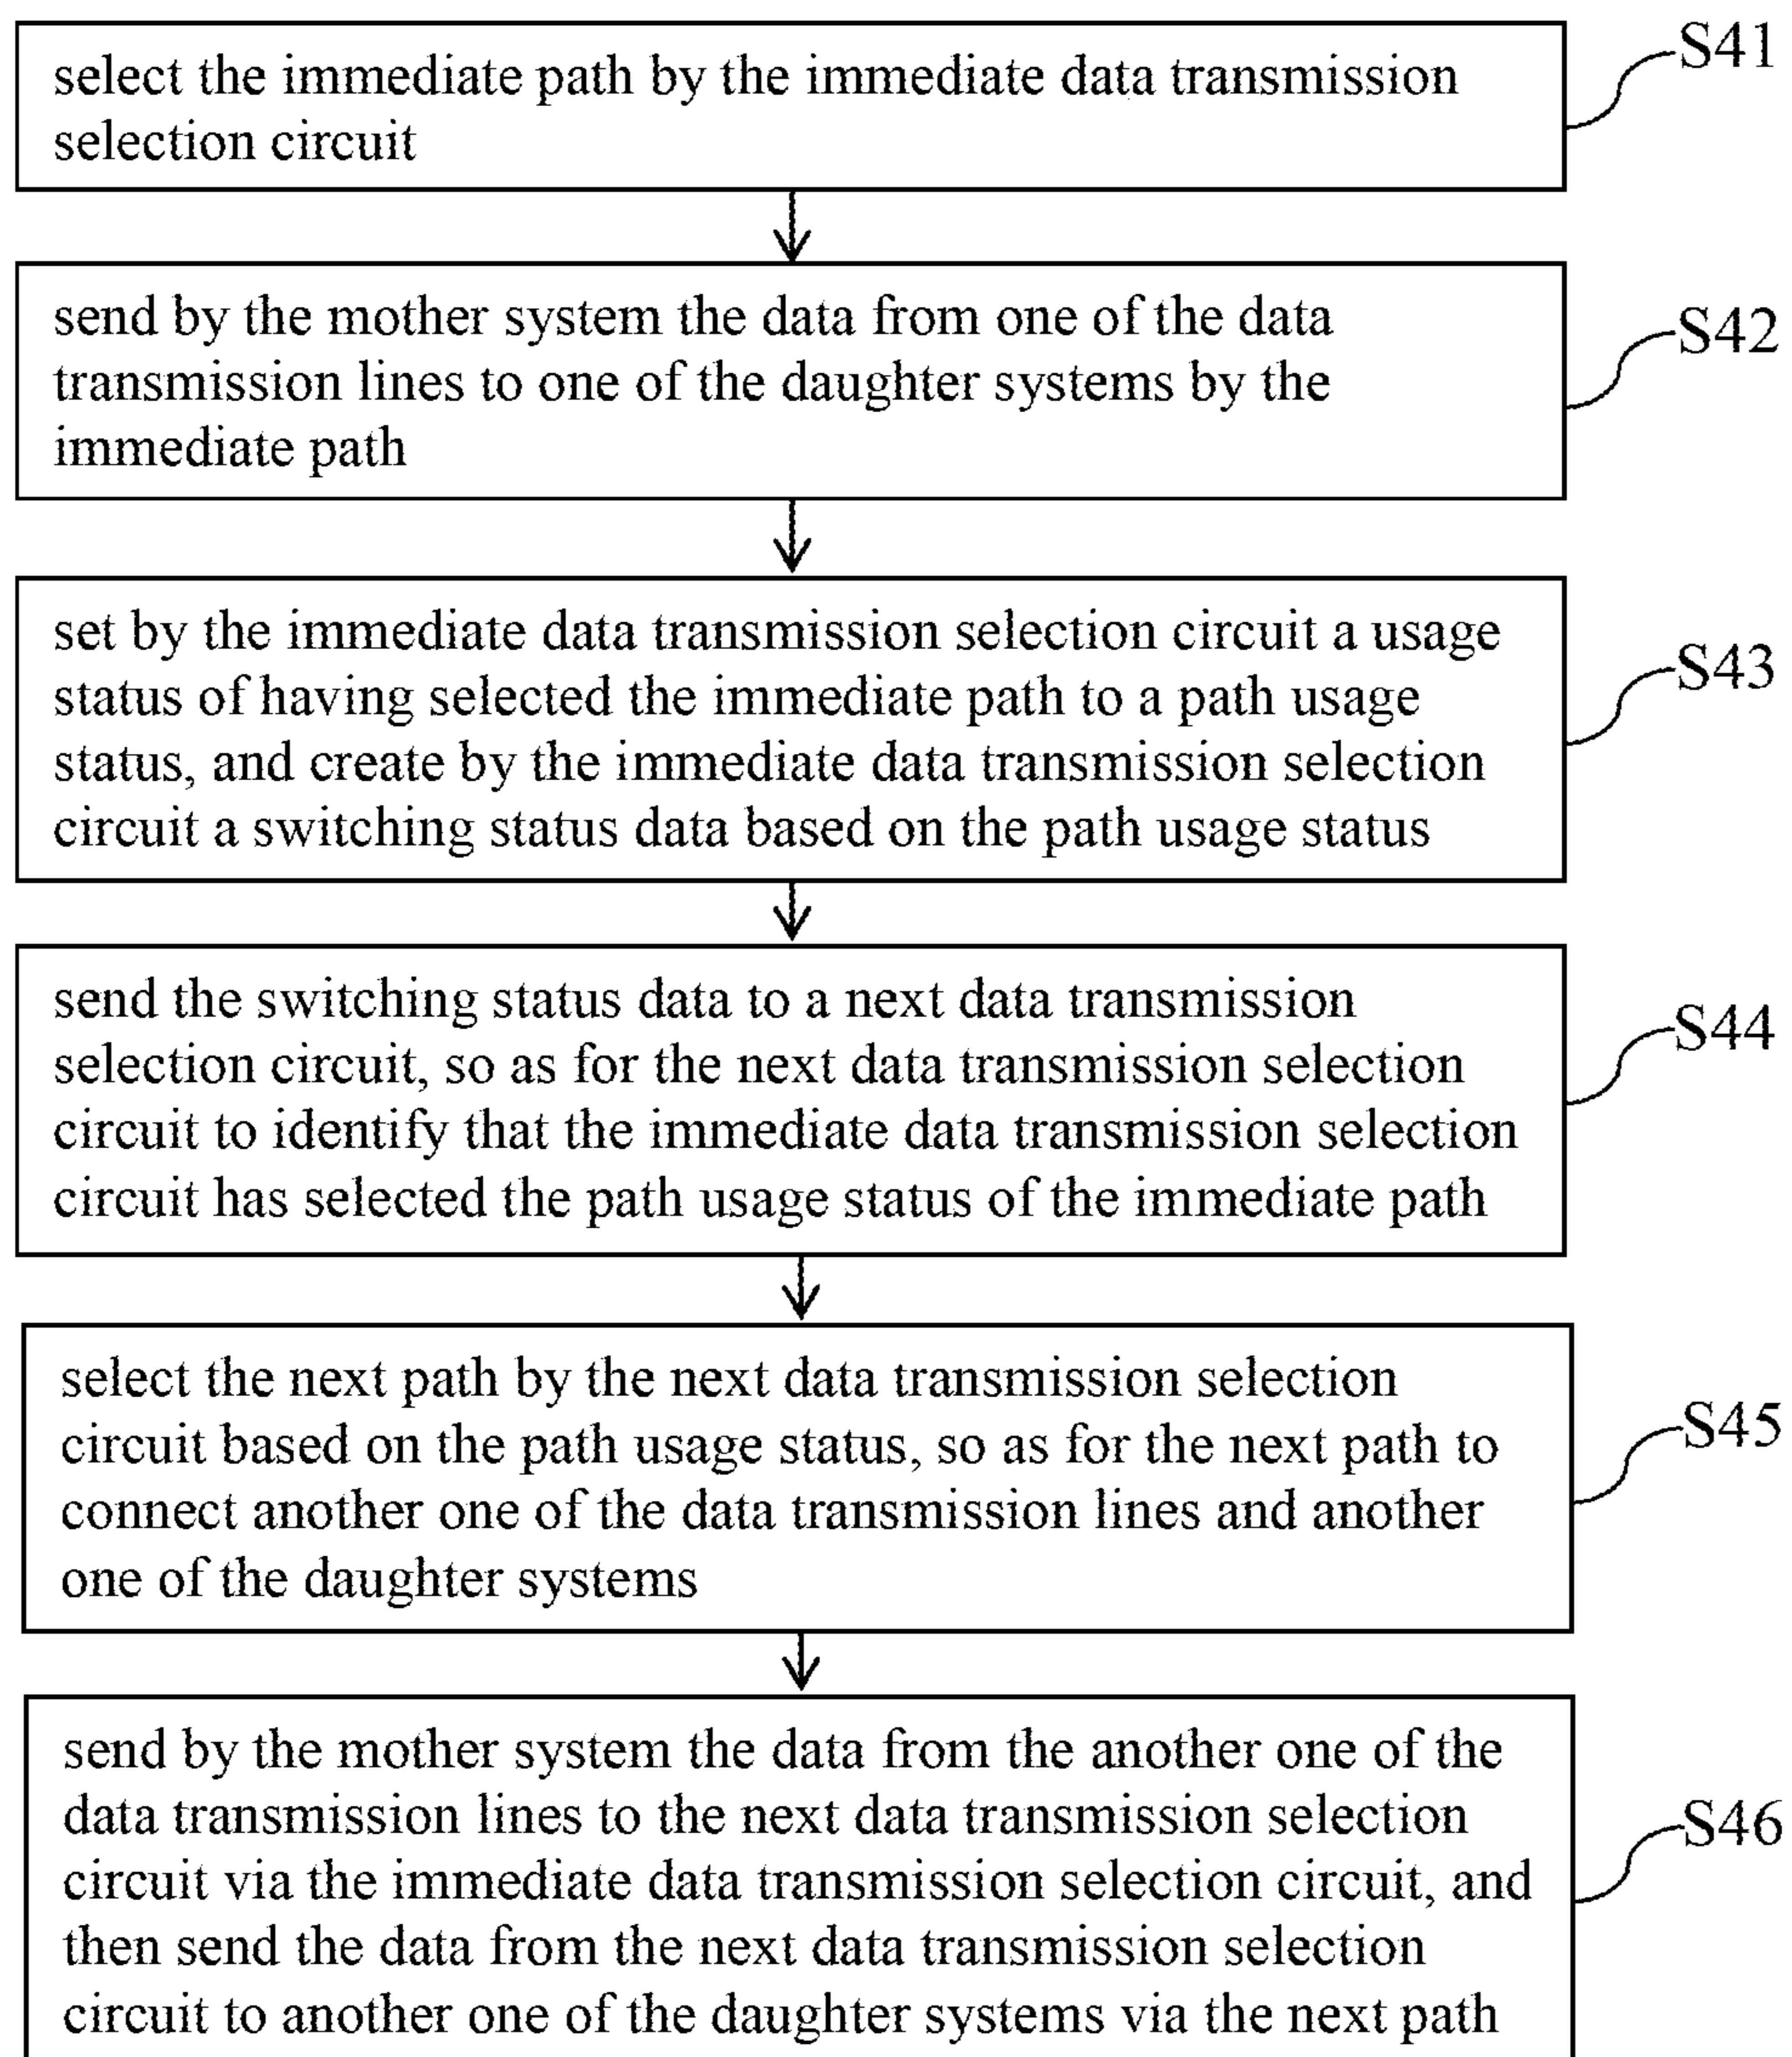 select the immediate path by the immediate data transmission
selection circuit
S41
send by the mother system the data from one of the data
transmission lines to one of the daughter systems by the
immediate path
S42
set by the immediate data transmission selection circuit a usage
status of having selected the immediate path to a path usage
status, and create by the immediate data transmission selection
circuit a switching status data based on the path usage status
S43
send the switching status data to a next data transmission
selection circuit, so as for the next data transmission selection
circuit to identify that the immediate data transmission selection
circuit has selected the path usage status of the immediate path
S44
select the next path by the next data transmission selection
circuit based on the path usage status, so as for the next path to
connect another one of the data transmission lines and another
one of the daughter systems
S45
send by the mother system the data from the another one of the
data transmission lines to the next data transmission selection
circuit via the immediate data transmission selection circuit, and
then send the data from the next data transmission selection
circuit to another one of the daughter systems via the next path
S46